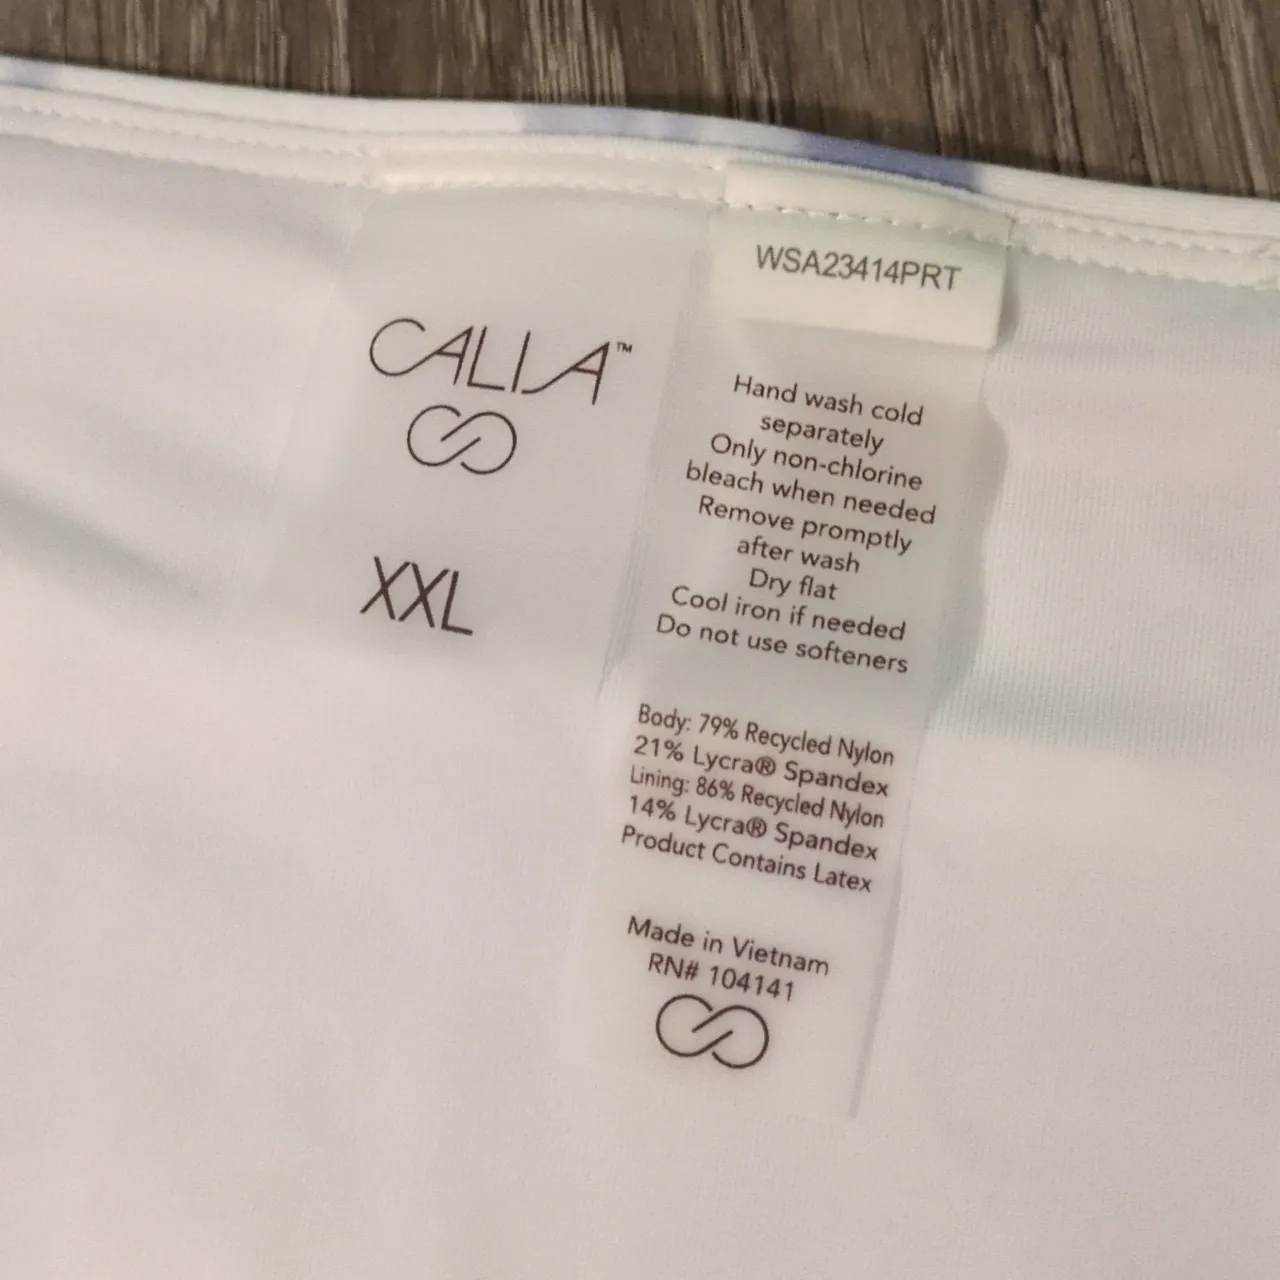 CALIA™
XXL
WSA23414PRT
Hand wash cold
separately
Only non-chlorine
bleach when needed
Remove promptly
after wash
Dry flat
Cool iron if needed
Do not use softeners
Body: 79% Recycled Nylon
21% Lycra® Spandex
Lining: 86% Recycled Nylon
14% Lycra® Spandex
Product Contains Latex
Made in Vietnam
RN# 104141